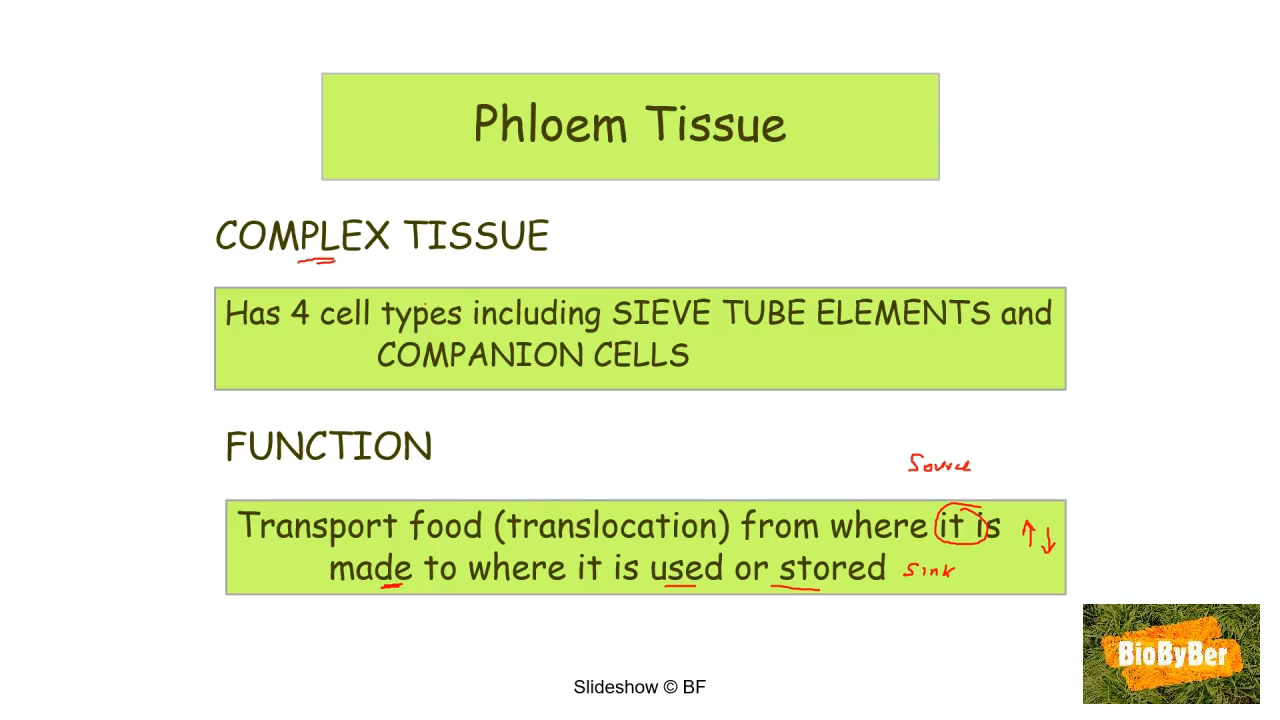 Phloem Tissue
COMPLEX TISSUE
Has 4 cell types including SIEVE TUBE ELEMENTS and
COMPANION CELLS
FUNCTION
Source
Transport food (translocation) from where it is
made to where it is used or stored sink
BioByBer
Slideshow © BF